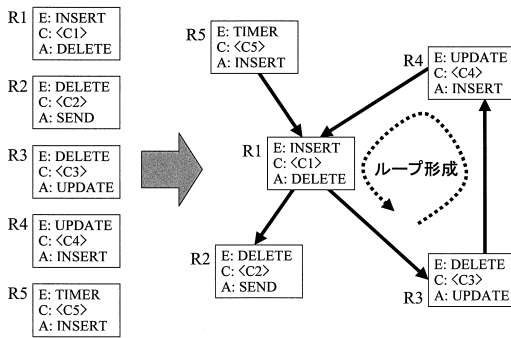 R1
E: INSERT
C: <C1>
A: DELETE
R2
E: DELETE
C: <C2>
A: SEND
R3
E: DELETE
C: <C3>
A: UPDATE
R4
E: UPDATE
C: <C4>
A: INSERT
R5
E: TIMER
C: <C5>
A: INSERT
R5
E: TIMER
C: <C5>
A: INSERT
R4
E: UPDATE
C: <C4>
A: INSERT
R1
E: INSERT
C: <C1>
A: DELETE
ループ形成
R2
E: DELETE
C: <C2>
A: SEND
R3
E: DELETE
C: <C3>
A: UPDATE